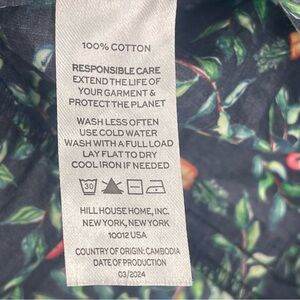 100% COTTON
RESPONSIBLE CARE
EXTEND THE LIFE OF
YOUR GARMENT &
PROTECT THE PLANET
WASH LESS OFTEN
USE COLD WATER
WASH WITH A FULL LOAD
LAY FLAT TO DRY
COOL IRON IF NEEDED
30
HILL HOUSE HOME, INC.
NEW YORK, NEW YORK
10012 USA
COUNTRY OF ORIGIN: CAMBODIA
DATE OF PRODUCTION
03/2024